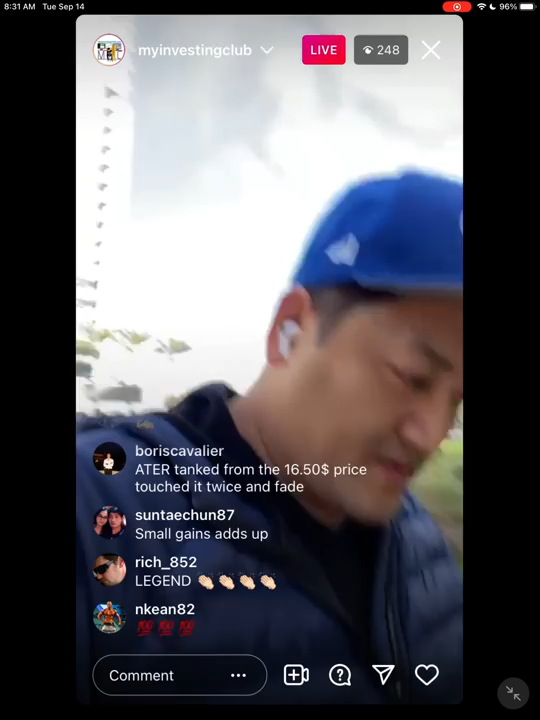 8:31 AM Tue Sep 14
96%
myinvestingclub
LIVE
248
boriscavalier
ATER tanked from the 16.50$ price
touched it twice and fade
suntaechun87
Small gains adds up
rich_852
LEGEND 👏🏻👏🏻👏🏻👏🏻
nkean82
💯💯💯
Comment